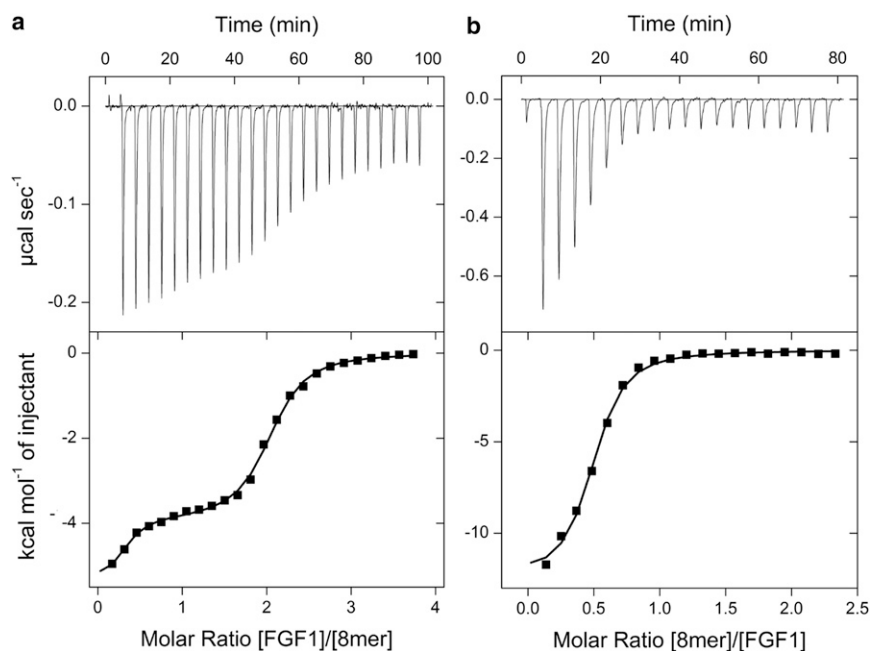 a
Time (min)
0 20 40 60 80 100
0.0
-0.1
-0.2
µcal sec-1
0
-2
-4
kcal mol-1 of injectant
0 1 2 3 4
Molar Ratio [FGF1]/[8mer]
b
Time (min)
0 20 40 60 80
0.0
-0.2
-0.4
-0.6
0
-5
-10
0.0 0.5 1.0 1.5 2.0 2.5
Molar Ratio [8mer]/[FGF1]